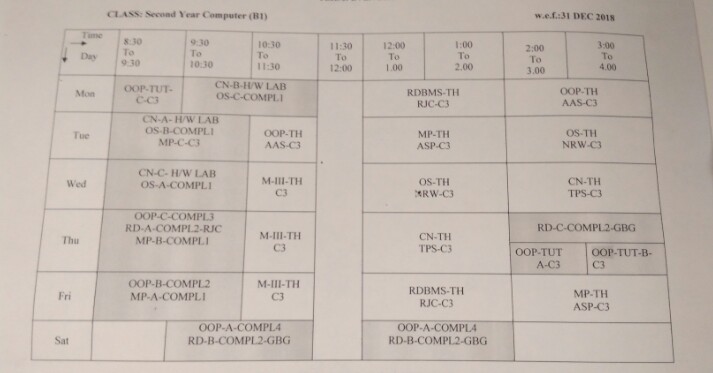 CLASS: Second Year Computer (B1) w.e.f.:31 DEC 2018
Time
Day
8:30 To 9:30
9:30 To 10:30
10:30 To 11:30
11:30 To 12:00
12:00 To 1.00
1:00 To 2.00
2:00 To 3.00
3:00 To 4.00
Mon
OOP-TUT-
C-C3
CN-B-H/W LAB
OS-C-COMPL1
RDBMS-TH
RJC-C3
OOP-TH
AAS-C3
Tue
CN-A- H/W LAB
OS-B-COMPL1
MP-C-C3
OOP-TH
AAS-C3
MP-TH
ASP-C3
OS-TH
NRW-C3
Wed
CN-C- H/W LAB
OS-A-COMPL1
M-III-TH
C3
OS-TH
NRW-C3
CN-TH
TPS-C3
Thu
OOP-C-COMPL3
RD-A-COMPL2-RJC
MP-B-COMPL1
M-III-TH
C3
CN-TH
TPS-C3
RD-C-COMPL2-GBG
OOP-TUT
A-C3
OOP-TUT-B-
C3
Fri
OOP-B-COMPL2
MP-A-COMPL1
M-III-TH
C3
RDBMS-TH
RJC-C3
MP-TH
ASP-C3
Sat
OOP-A-COMPL4
RD-B-COMPL2-GBG
OOP-A-COMPL4
RD-B-COMPL2-GBG